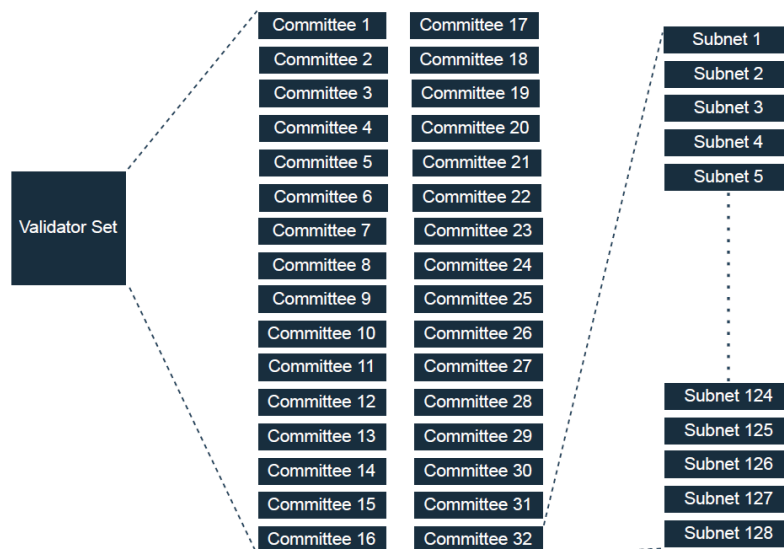 Validator Set
Committee 1
Committee 2
Committee 3
Committee 4
Committee 5
Committee 6
Committee 7
Committee 8
Committee 9
Committee 10
Committee 11
Committee 12
Committee 13
Committee 14
Committee 15
Committee 16
Committee 17
Committee 18
Committee 19
Committee 20
Committee 21
Committee 22
Committee 23
Committee 24
Committee 25
Committee 26
Committee 27
Committee 28
Committee 29
Committee 30
Committee 31
Committee 32
Subnet 1
Subnet 2
Subnet 3
Subnet 4
Subnet 5
Subnet 124
Subnet 125
Subnet 126
Subnet 127
Subnet 128